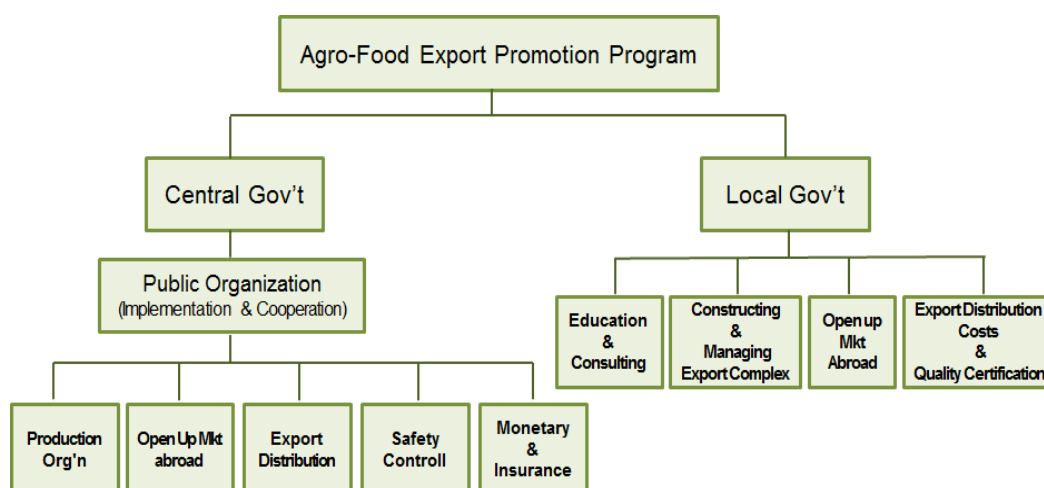 Agro-Food Export Promotion Program
Central Gov't
Local Gov't
Public Organization
(Implementation & Cooperation)
Education
&
Consulting
Constructing
&
Managing
Export Complex
Open up
Mkt
Abroad
Export Distribution
Costs
&
Quality Certification
Production
Org'n
Open Up Mkt
abroad
Export
Distribution
Safety
Controll
Monetary
&
Insurance